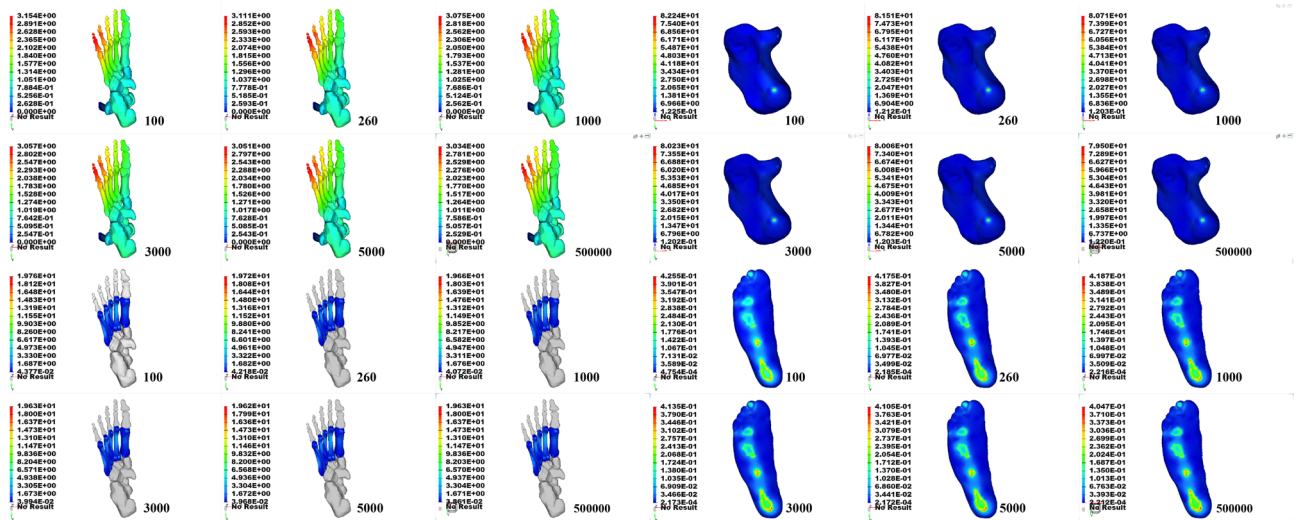 3.154E+00
2.891E+00
2.628E+00
2.365E+00
2.102E+00
1.840E+00
1.577E+00
1.314E+00
1.051E+00
7.884E-01
5.256E-01
2.628E-01
0.000E+00
No Result
100
3.111E+00
2.852E+00
2.593E+00
2.333E+00
2.074E+00
1.815E+00
1.556E+00
1.296E+00
1.037E+00
7.778E-01
5.185E-01
2.593E-01
0.000E+00
No Result
260
3.075E+00
2.818E+00
2.562E+00
2.306E+00
2.050E+00
1.793E+00
1.537E+00
1.281E+00
1.025E+00
7.686E-01
5.124E-01
2.562E-01
0.000E+00
No Result
1000
8.224E+01
7.540E+01
6.856E+01
6.171E+01
5.487E+01
4.803E+01
4.118E+01
3.434E+01
2.750E+01
2.065E+01
1.381E+01
6.966E+00
1.225E-01
No Result
100
8.151E+01
7.473E+01
6.795E+01
6.117E+01
5.438E+01
4.760E+01
4.082E+01
3.403E+01
2.725E+01
2.047E+01
1.369E+01
6.904E+00
1.212E-01
No Result
260
8.071E+01
7.399E+01
6.727E+01
6.056E+01
5.384E+01
4.713E+01
4.041E+01
3.370E+01
2.698E+01
2.027E+01
1.355E+01
6.836E+00
1.203E-01
No Result
1000
3.057E+00
2.802E+00
2.547E+00
2.293E+00
2.038E+00
1.783E+00
1.528E+00
1.274E+00
1.019E+00
7.642E-01
5.095E-01
2.547E-01
0.000E+00
No Result
3000
3.051E+00
2.797E+00
2.543E+00
2.288E+00
2.034E+00
1.780E+00
1.526E+00
1.271E+00
1.017E+00
7.628E-01
5.085E-01
2.543E-01
0.000E+00
No Result
5000
3.034E+00
2.781E+00
2.529E+00
2.276E+00
2.023E+00
1.770E+00
1.517E+00
1.264E+00
1.011E+00
7.586E-01
5.057E-01
2.529E-01
0.000E+00
No Result
500000
8.023E+01
7.355E+01
6.688E+01
6.020E+01
5.353E+01
4.685E+01
4.017E+01
3.350E+01
2.682E+01
2.015E+01
1.347E+01
6.796E+00
1.202E-01
No Result
3000
8.006E+01
7.340E+01
6.674E+01
6.008E+01
5.341E+01
4.675E+01
4.009E+01
3.343E+01
2.677E+01
2.011E+01
1.344E+01
6.782E+00
1.203E-01
No Result
5000
7.950E+01
7.289E+01
6.627E+01
5.966E+01
5.304E+01
4.643E+01
3.981E+01
3.320E+01
2.658E+01
1.997E+01
1.335E+01
6.737E+00
1.220E-01
No Result
500000
1.976E+01
1.812E+01
1.648E+01
1.483E+01
1.319E+01
1.155E+01
9.903E+00
8.260E+00
6.617E+00
4.973E+00
3.330E+00
1.687E+00
4.377E-02
No Result
100
1.972E+01
1.808E+01
1.644E+01
1.480E+01
1.316E+01
1.152E+01
9.880E+00
8.241E+00
6.601E+00
4.961E+00
3.322E+00
1.682E+00
4.218E-02
No Result
260
1.966E+01
1.803E+01
1.639E+01
1.476E+01
1.312E+01
1.149E+01
9.852E+00
8.217E+00
6.582E+00
4.947E+00
3.311E+00
1.676E+00
4.072E-02
No Result
1000
4.255E-01
3.901E-01
3.547E-01
3.192E-01
2.838E-01
2.484E-01
2.130E-01
1.776E-01
1.422E-01
1.067E-01
7.131E-02
3.589E-02
4.754E-04
No Result
100
4.175E-01
3.827E-01
3.480E-01
3.132E-01
2.784E-01
2.436E-01
2.089E-01
1.741E-01
1.393E-01
1.045E-01
6.977E-02
3.499E-02
2.185E-04
No Result
260
4.187E-01
3.838E-01
3.489E-01
3.141E-01
2.792E-01
2.443E-01
2.095E-01
1.746E-01
1.397E-01
1.048E-01
6.997E-02
3.509E-02
2.216E-04
No Result
1000
1.963E+01
1.800E+01
1.637E+01
1.473E+01
1.310E+01
1.147E+01
9.836E+00
8.204E+00
6.571E+00
4.938E+00
3.305E+00
1.673E+00
3.994E-02
No Result
3000
1.962E+01
1.799E+01
1.636E+01
1.473E+01
1.310E+01
1.146E+01
9.832E+00
8.200E+00
6.568E+00
4.936E+00
3.304E+00
1.672E+00
3.968E-02
No Result
5000
1.963E+01
1.800E+01
1.637E+01
1.473E+01
1.310E+01
1.147E+01
9.836E+00
8.203E+00
6.570E+00
4.937E+00
3.304E+00
1.671E+00
No Result
500000
4.135E-01
3.790E-01
3.446E-01
3.102E-01
2.757E-01
2.413E-01
2.068E-01
1.724E-01
1.380E-01
1.035E-01
6.909E-02
3.466E-02
2.173E-04
No Result
3000
4.105E-01
3.763E-01
3.421E-01
3.079E-01
2.737E-01
2.395E-01
2.054E-01
1.712E-01
1.370E-01
1.028E-01
6.860E-02
3.441E-02
2.172E-04
No Result
5000
4.047E-01
3.710E-01
3.373E-01
3.036E-01
2.699E-01
2.362E-01
2.024E-01
1.687E-01
1.350E-01
1.013E-01
7.763E-02
3.393E-02
No Result
500000